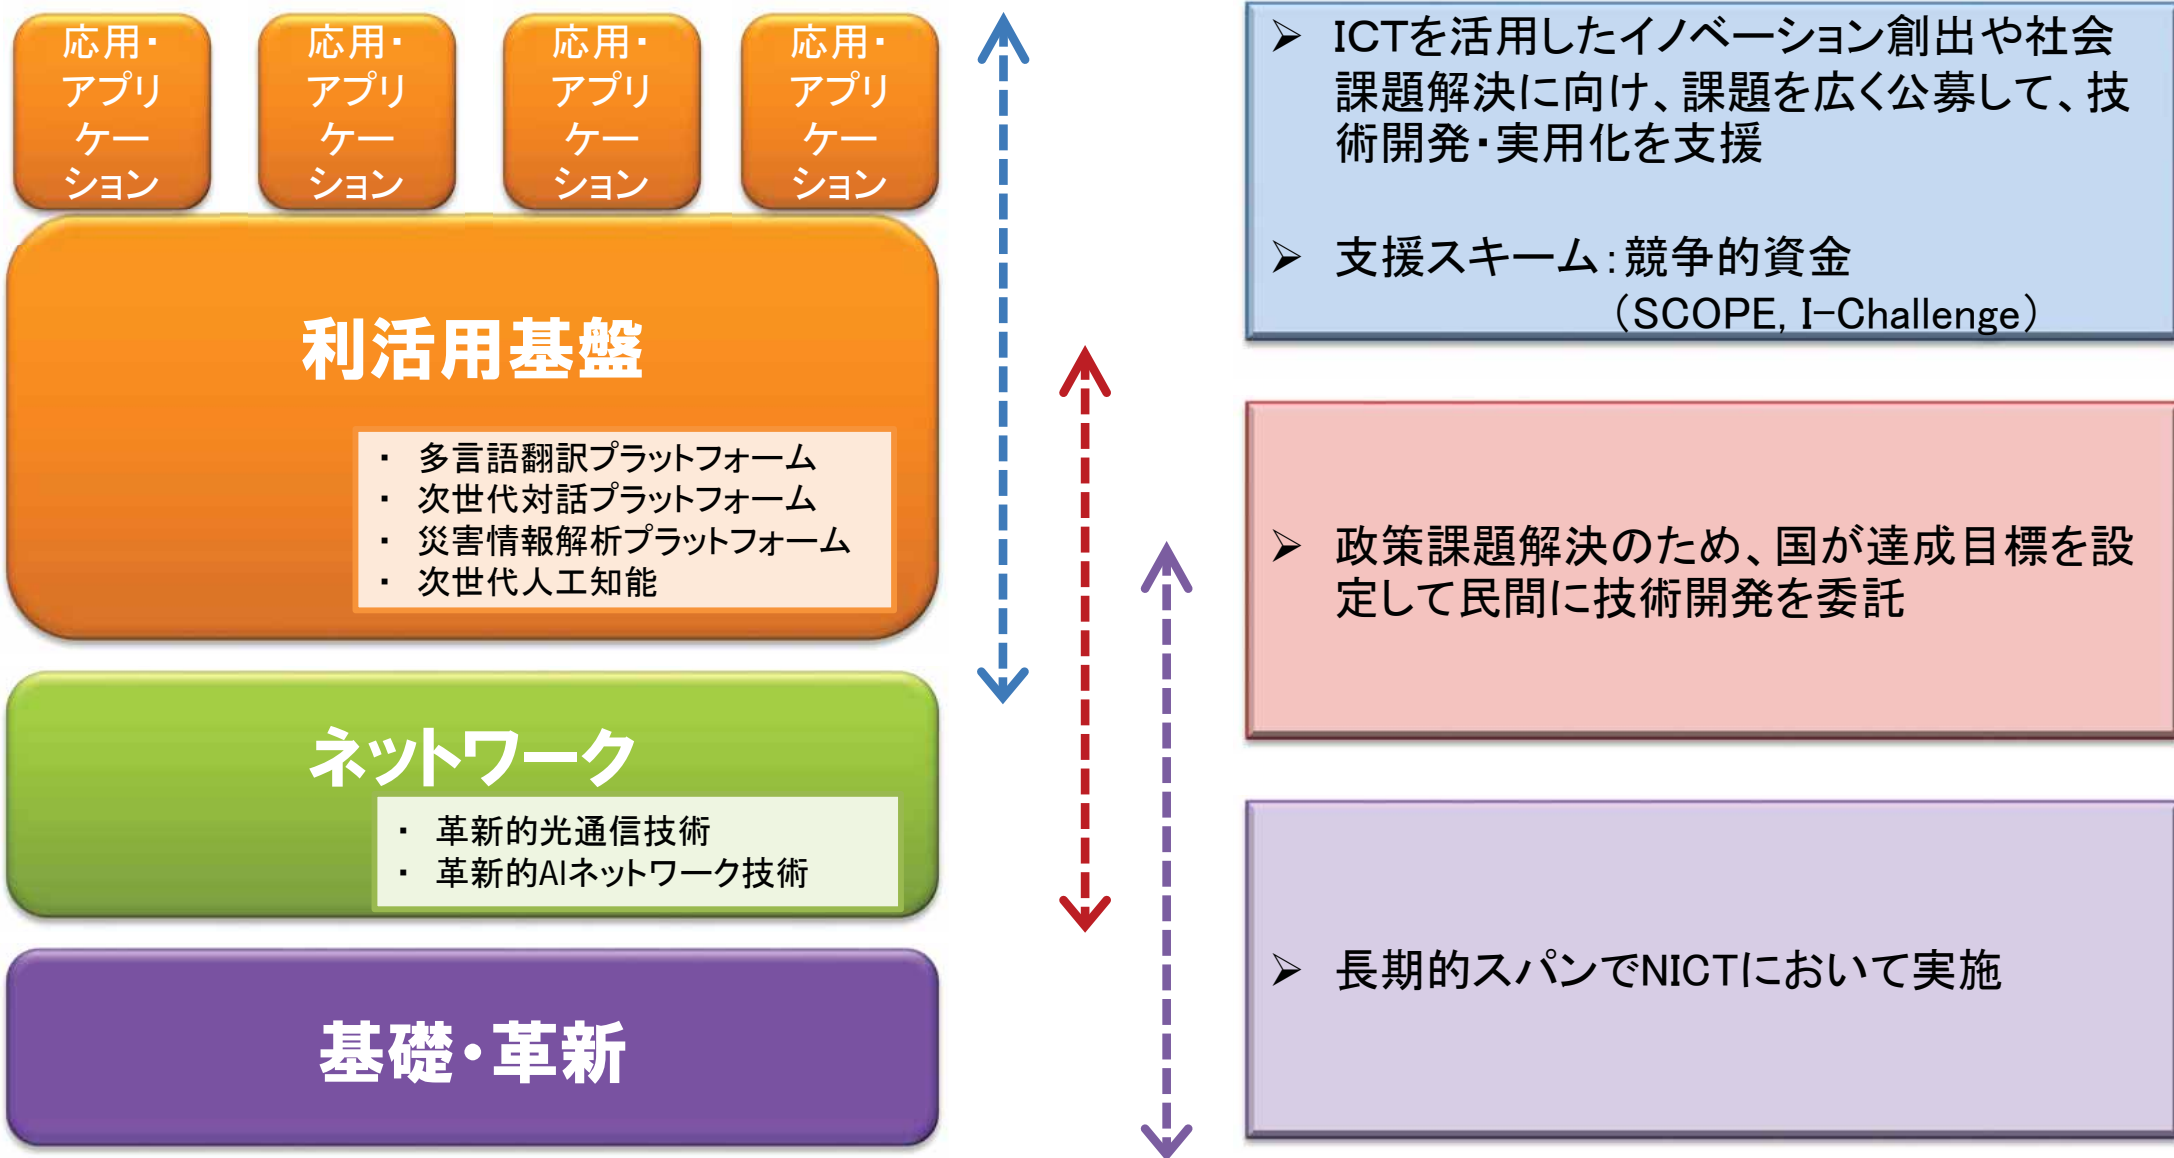 応用・
アプリ
ケー
ション
応用・
アプリ
ケー
ション
応用・
アプリ
ケー
ション
応用・
アプリ
ケー
ション
利活用基盤
・ 多言語翻訳プラットフォーム
・ 次世代対話プラットフォーム
・ 災害情報解析プラットフォーム
・ 次世代人工知能
ネットワーク
・ 革新的光通信技術
・ 革新的AIネットワーク技術
基礎・革新
➢ ICTを活用したイノベーション創出や社会
課題解決に向け、課題を広く公募して、技
術開発・実用化を支援
➢ 支援スキーム：競争的資金
（SCOPE, I-Challenge）
➢ 政策課題解決のため、国が達成目標を設
定して民間に技術開発を委託
➢ 長期的スパンでNICTにおいて実施